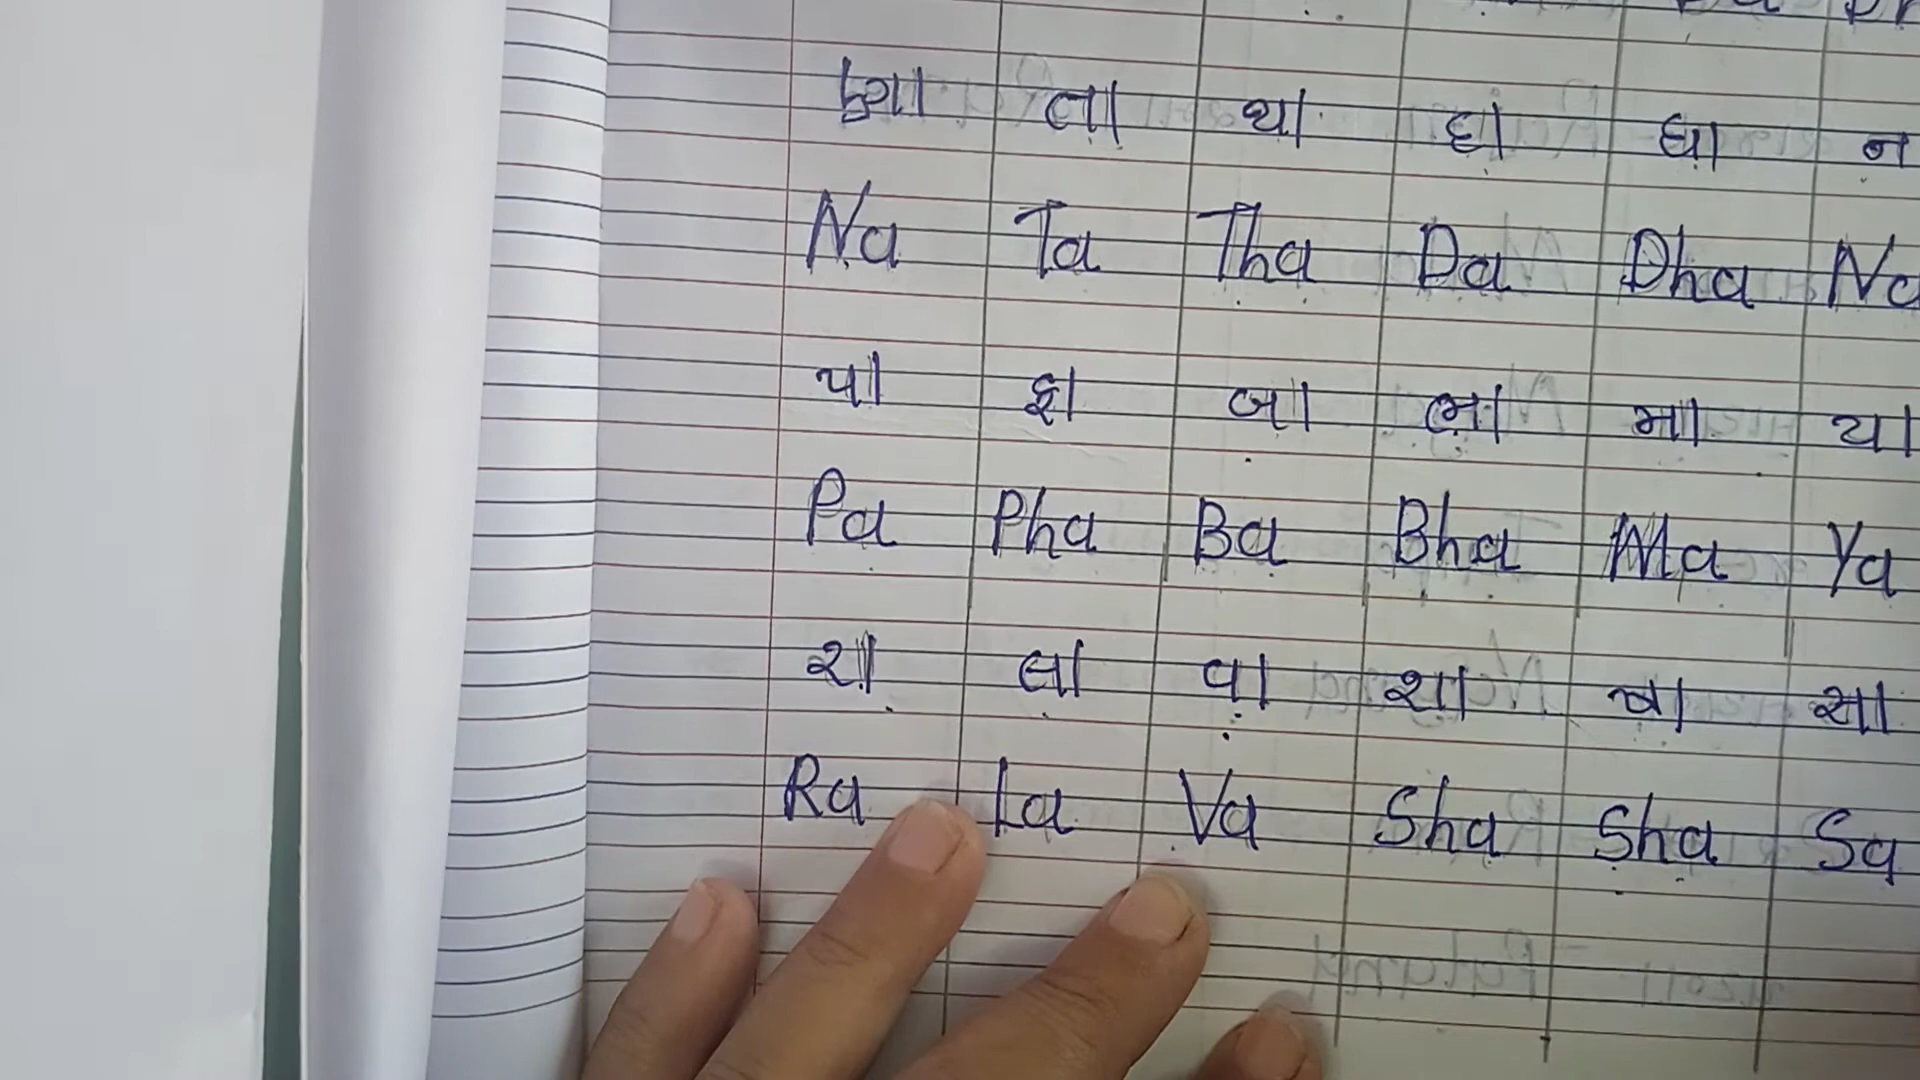 ણા તા થા દા ધા ન
Na Ta Tha Da Dha Na
પા ફા બા ભા મા યા
Pa Pha Ba Bha Ma Ya
રા લા વા શા ષા સા
Ra La Va Sha Sha Sa